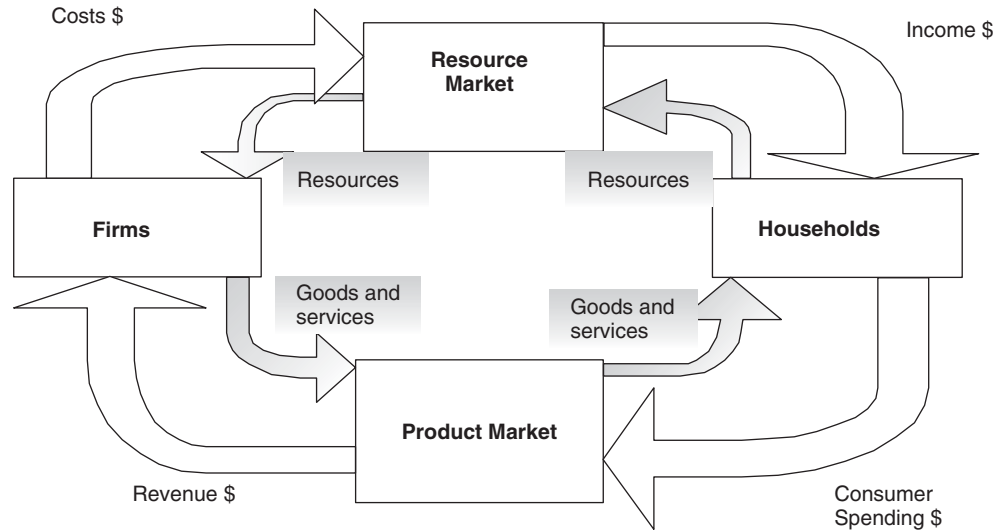 Costs $
Income $
Resource
Market
Resources
Resources
Firms
Households
Goods and
services
Goods and
services
Product Market
Revenue $
Consumer
Spending $